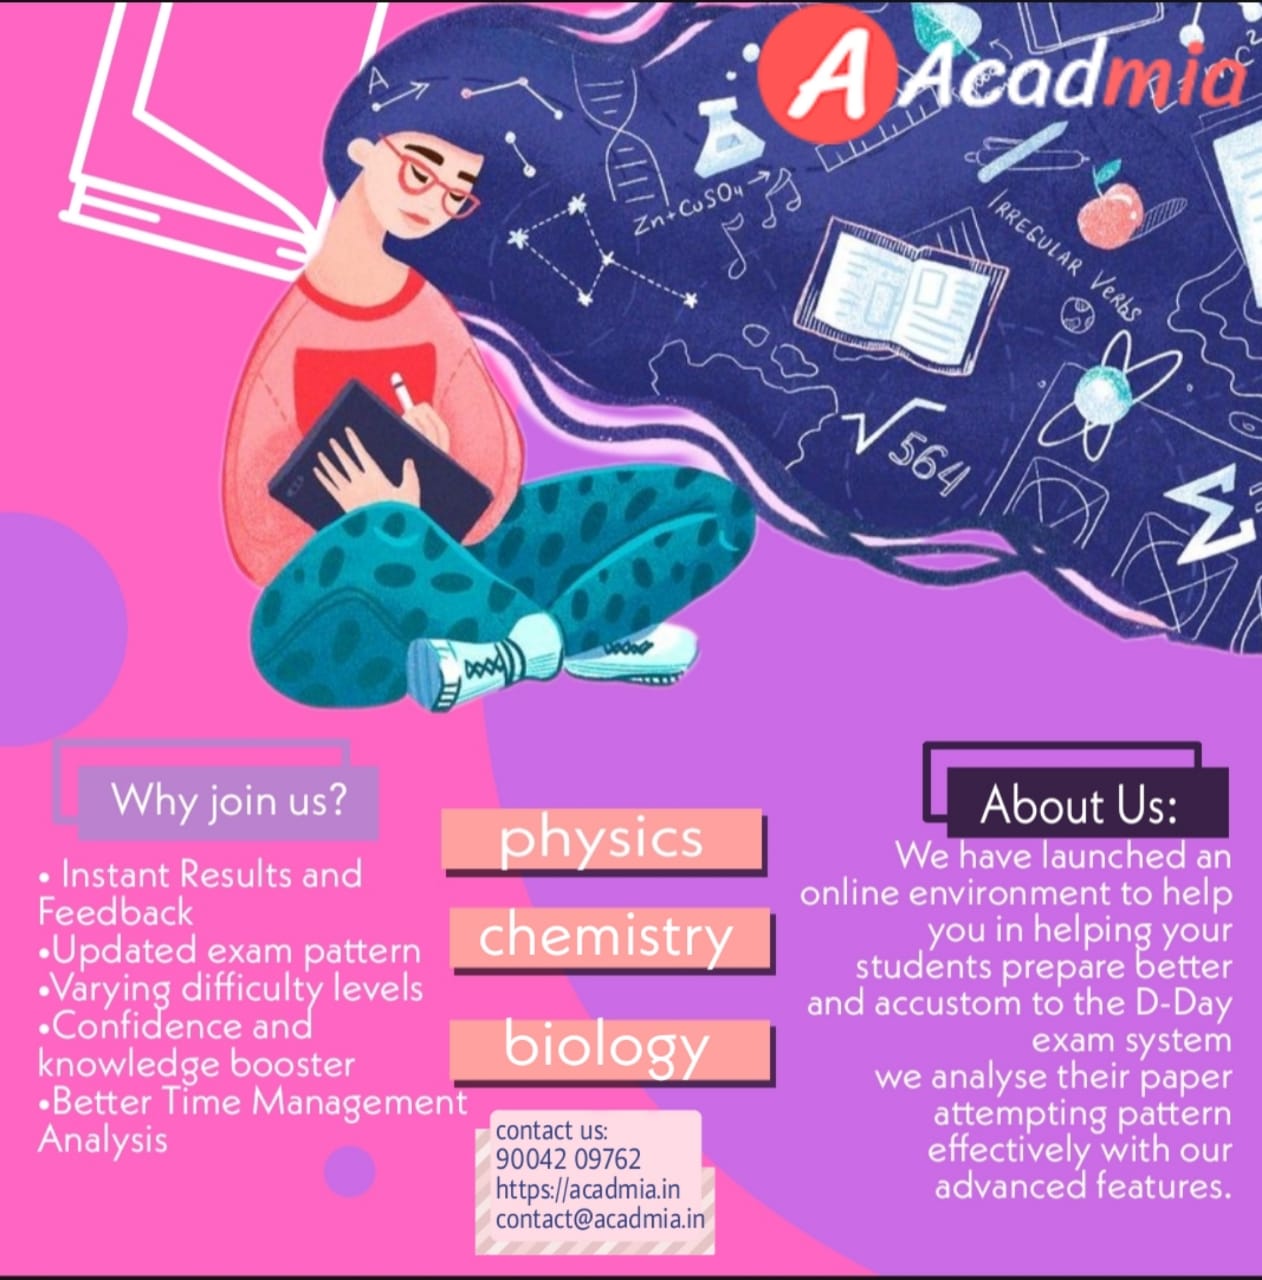 A Acadmia
A
Zn+CuSO4
IRREGULAR VERBS
√564
Σ
Why join us?
• Instant Results and
Feedback
•Updated exam pattern
•Varying difficulty levels
•Confidence and
knowledge booster
•Better Time Management
Analysis
physics
chemistry
biology
contact us:
90042 09762
https://acadmia.in
contact@acadmia.in
About Us:
We have launched an
online environment to help
you in helping your
students prepare better
and accustom to the D-Day
exam system
we analyse their paper
attempting pattern
effectively with our
advanced features.